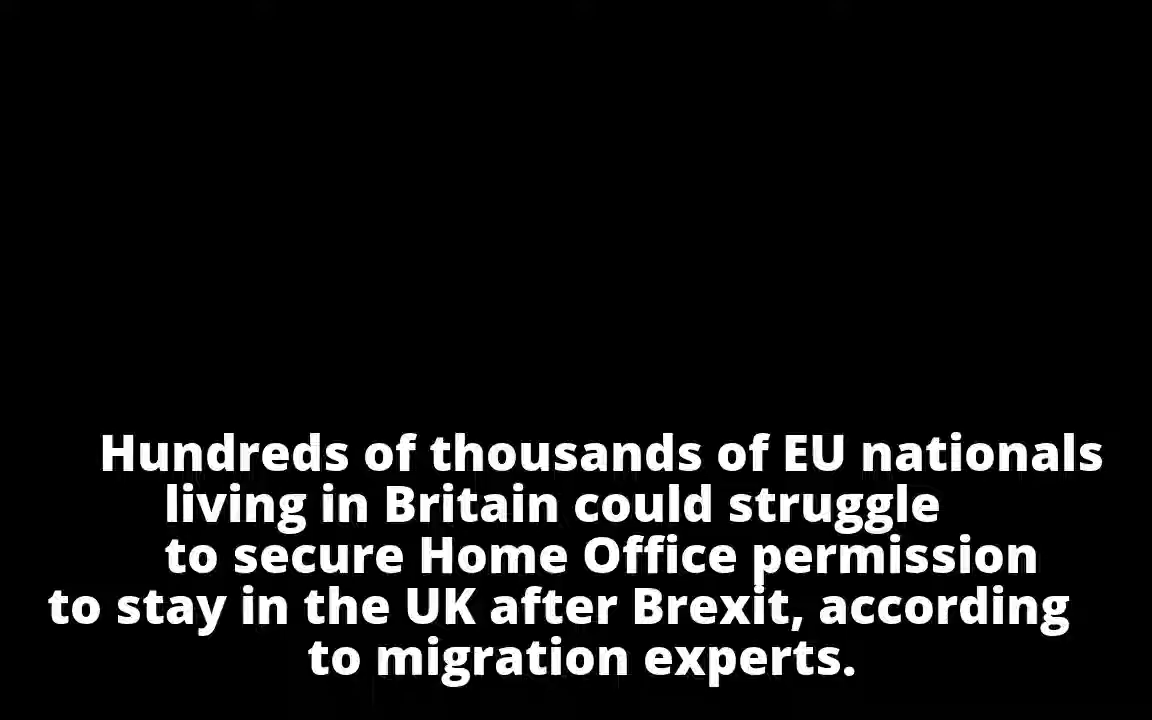 Hundreds of thousands of EU nationals
living in Britain could struggle
to secure Home Office permission
to stay in the UK after Brexit, according
to migration experts.